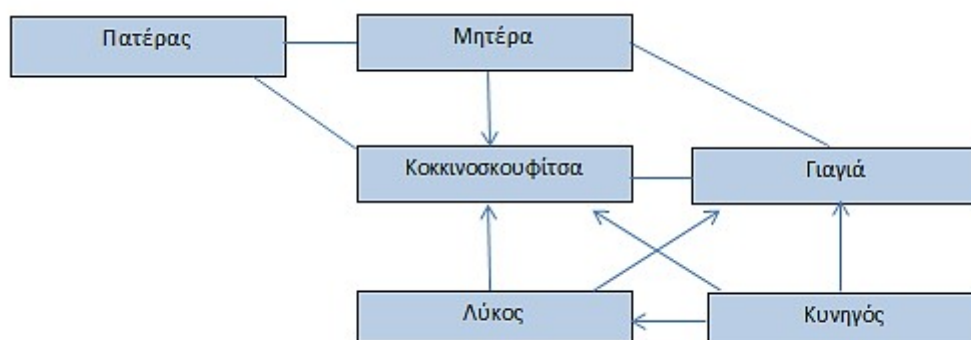 Πατέρας
Μητέρα
Κοκκινοσκουφίτσα
Γιαγιά
Λύκος
Κυνηγός